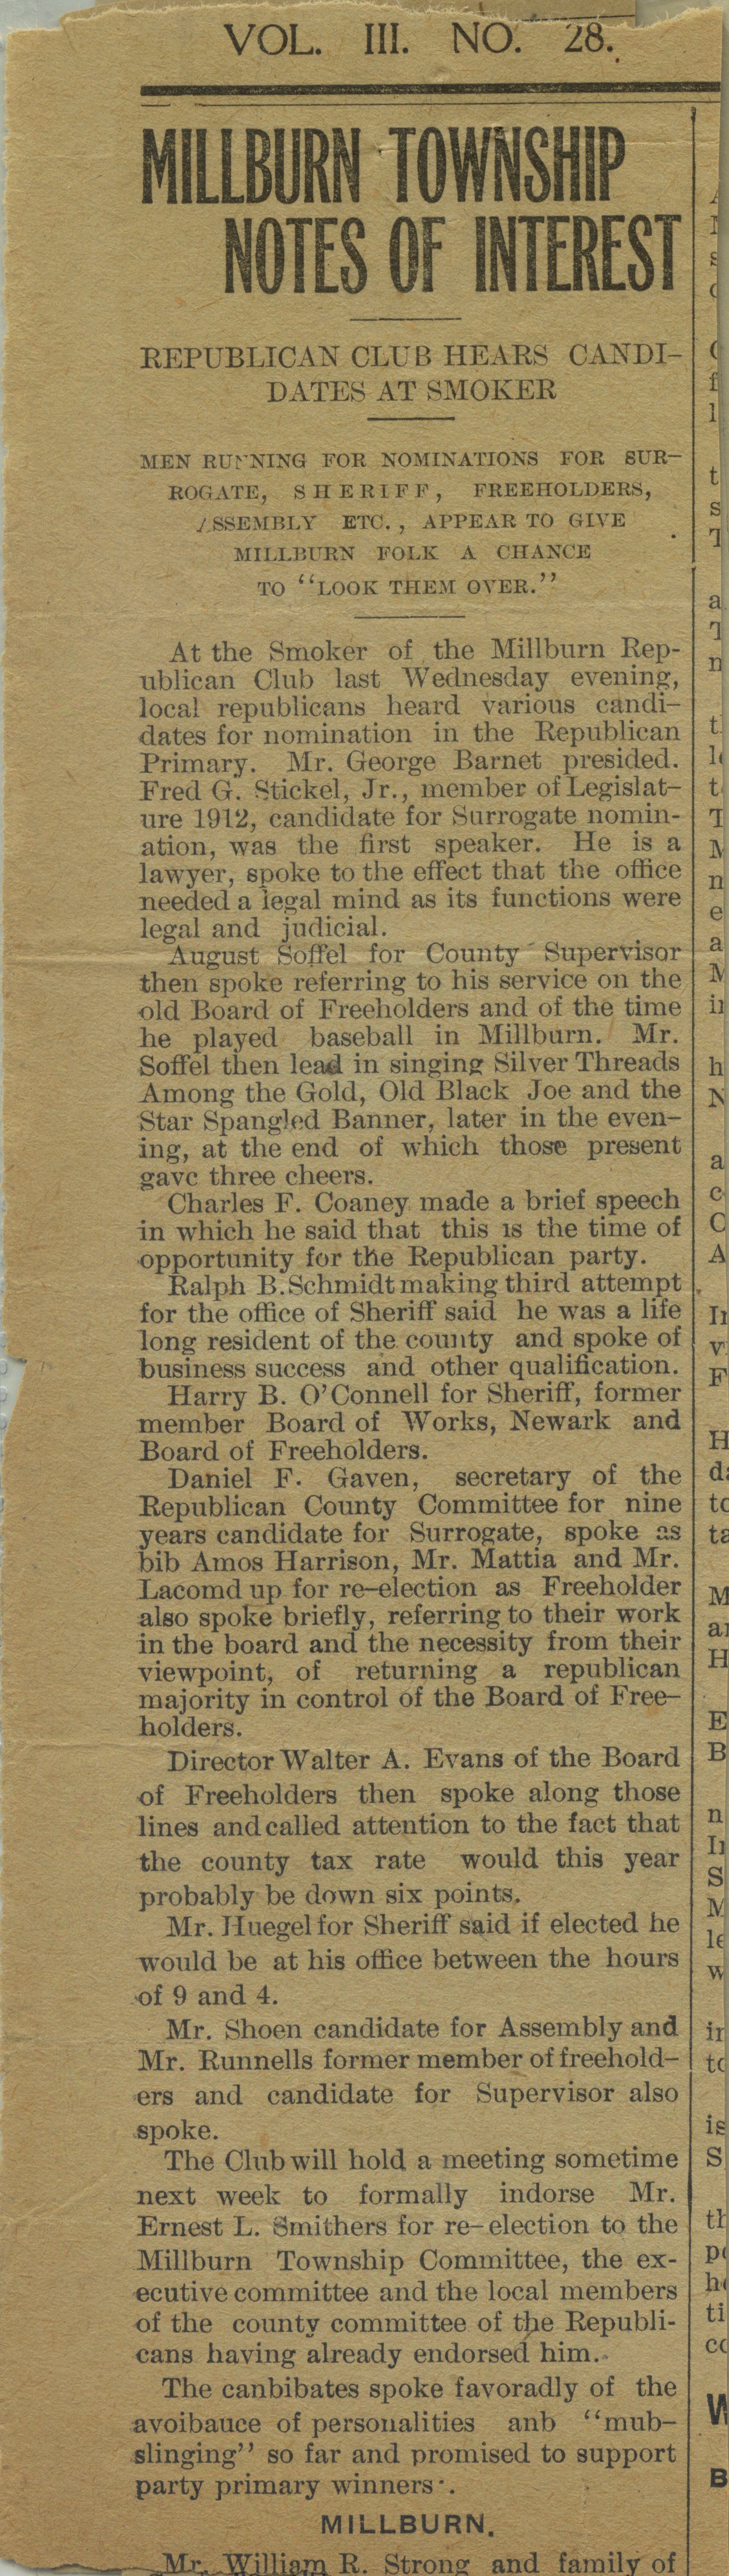 VOL. III. NO. 28.
MILLBURN TOWNSHIP
NOTES OF INTEREST
REPUBLICAN CLUB HEARS CANDI-
DATES AT SMOKER
MEN RUNNING FOR NOMINATIONS FOR SUR-
ROGATE, SHERIFF, FREEHOLDERS,
ASSEMBLY ETC., APPEAR TO GIVE
MILLBURN FOLK A CHANCE
TO "LOOK THEM OVER."
At the Smoker of the Millburn Rep-
ublican Club last Wednesday evening,
local republicans heard various candi-
dates for nomination in the Republican
Primary. Mr. George Barnet presided.
Fred G. Stickel, Jr., member of Legislat-
ure 1912, candidate for Surrogate nomin-
ation, was the first speaker. He is a
lawyer, spoke to the effect that the office
needed a legal mind as its functions were
legal and judicial.
August Soffel for County Supervisor
then spoke referring to his service on the
old Board of Freeholders and of the time
he played baseball in Millburn. Mr.
Soffel then lead in singing Silver Threads
Among the Gold, Old Black Joe and the
Star Spangled Banner, later in the even-
ing, at the end of which those present
gavc three cheers.
Charles F. Coaney made a brief speech
in which he said that this is the time of
opportunity for the Republican party.
Ralph B. Schmidt making third attempt
for the office of Sheriff said he was a life
long resident of the county and spoke of
business success and other qualification.
Harry B. O'Connell for Sheriff, former
member Board of Works, Newark and
Board of Freeholders.
Daniel F. Gaven, secretary of the
Republican County Committee for nine
years candidate for Surrogate, spoke as
bib Amos Harrison, Mr. Mattia and Mr.
Lacomd up for re-election as Freeholder
also spoke briefly, referring to their work
in the board and the necessity from their
viewpoint, of returning a republican
majority in control of the Board of Free-
holders.
Director Walter A. Evans of the Board
of Freeholders then spoke along those
lines and called attention to the fact that
the county tax rate would this year
probably be down six points.
Mr. Huegel for Sheriff said if elected he
would be at his office between the hours
of 9 and 4.
Mr. Shoen candidate for Assembly and
Mr. Runnells former member of freehold-
ers and candidate for Supervisor also
spoke.
The Club will hold a meeting sometime
next week to formally indorse Mr.
Ernest L. Smithers for re-election to the
Millburn Township Committee, the ex-
ecutive committee and the local members
of the county committee of the Republi-
cans having already endorsed him.
The canbibates spoke favoradly of the
avoibauce of personalities anb "mub-
slinging" so far and promised to support
party primary winners.
MILLBURN.
Mr. William R. Strong and family of